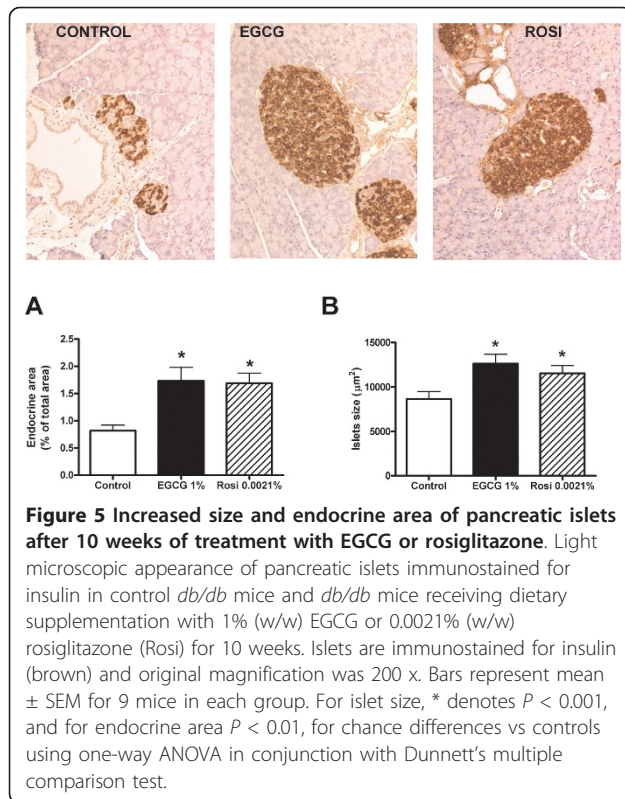 CONTROL EGCG ROSI
A
2.5
2.0
1.5
1.0
0.5
0.0
Endocrine area
(% of total area)
*
*
Control EGCG 1% Rosi 0.0021%
B
15000
10000
5000
0
Islets size (μm²)
*
*
Control EGCG 1% Rosi 0.0021%
Figure 5 Increased size and endocrine area of pancreatic islets
after 10 weeks of treatment with EGCG or rosiglitazone. Light
microscopic appearance of pancreatic islets immunostained for
insulin in control db/db mice and db/db mice receiving dietary
supplementation with 1% (w/w) EGCG or 0.0021% (w/w)
rosiglitazone (Rosi) for 10 weeks. Islets are immunostained for insulin
(brown) and original magnification was 200 x. Bars represent mean
± SEM for 9 mice in each group. For islet size, * denotes P < 0.001,
and for endocrine area P < 0.01, for chance differences vs controls
using one-way ANOVA in conjunction with Dunnett's multiple
comparison test.